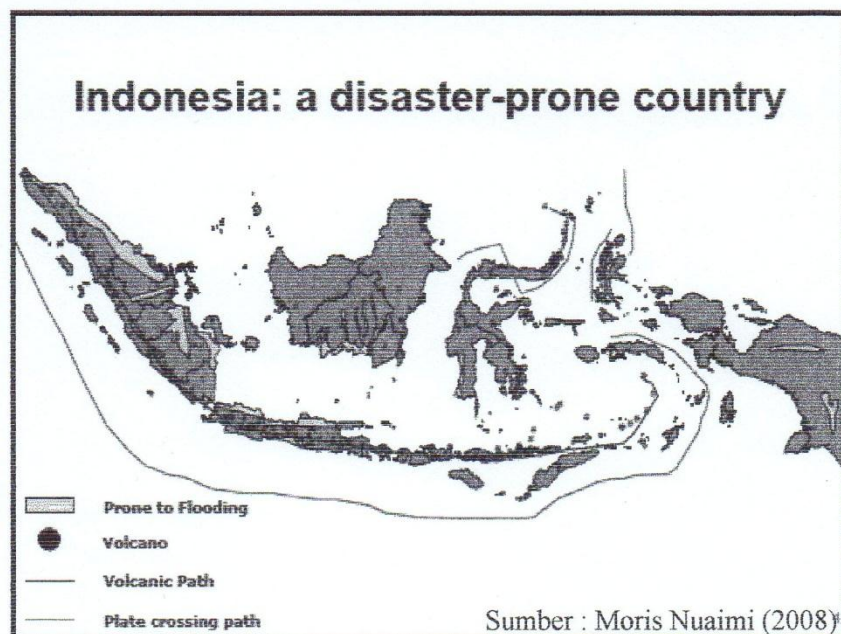 Indonesia: a disaster-prone country
Prone to Flooding
Volcano
Volcanic Path
Plate crossing path
Sumber : Moris Nuaimi (2008)